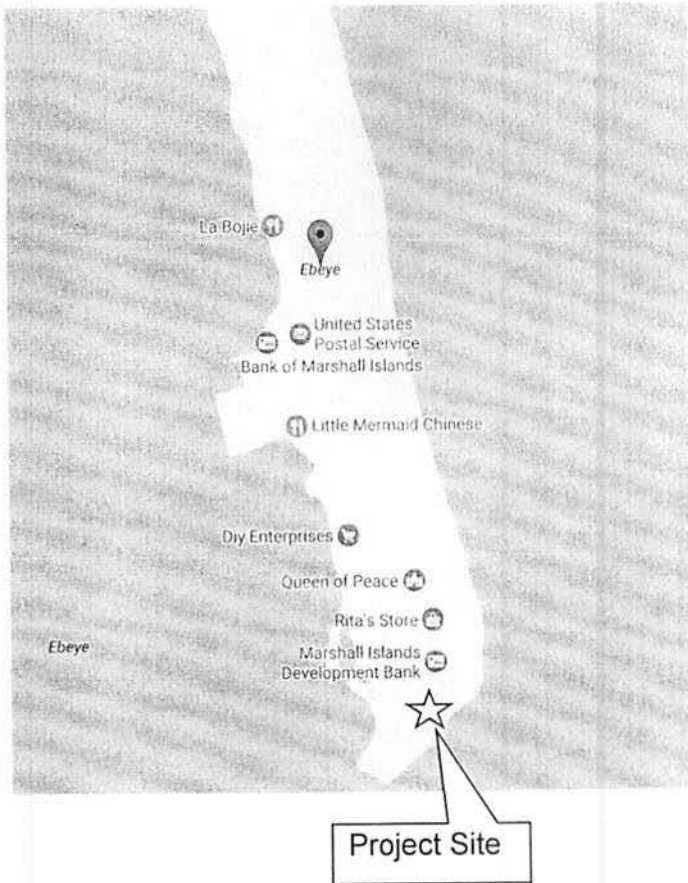 La Bojie
Ebeye
United States
Postal Service
Bank of Marshall Islands
Little Mermaid Chinese
Diy Enterprises
Queen of Peace
Rita's Store
Ebeye
Marshall Islands
Development Bank
Project Site